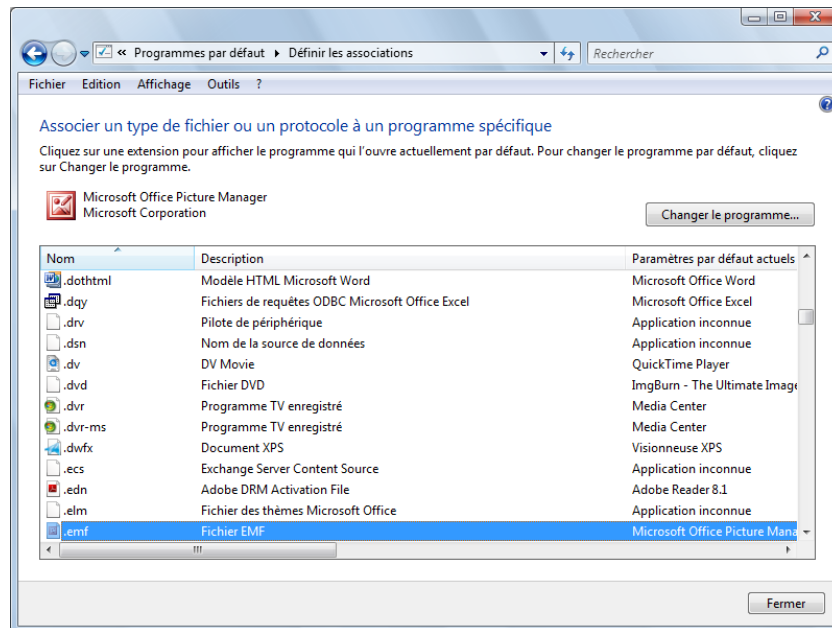 « Programmes par défaut ▸ Définir les associations
Rechercher
Fichier Edition Affichage Outils ?
Associer un type de fichier ou un protocole à un programme spécifique
Cliquez sur une extension pour afficher le programme qui l'ouvre actuellement par défaut. Pour changer le programme par défaut, cliquez
sur Changer le programme.
Microsoft Office Picture Manager
Microsoft Corporation
Changer le programme...
Nom Description Paramètres par défaut actuels
.dothtml Modèle HTML Microsoft Word Microsoft Office Word
.dqy Fichiers de requêtes ODBC Microsoft Office Excel Microsoft Office Excel
.drv Pilote de périphérique Application inconnue
.dsn Nom de la source de données Application inconnue
.dv DV Movie QuickTime Player
.dvd Fichier DVD ImgBurn - The Ultimate Image
.dvr Programme TV enregistré Media Center
.dvr-ms Programme TV enregistré Media Center
.dwfx Document XPS Visionneuse XPS
.ecs Exchange Server Content Source Application inconnue
.edn Adobe DRM Activation File Adobe Reader 8.1
.elm Fichier des thèmes Microsoft Office Application inconnue
.emf Fichier EMF Microsoft Office Picture Mana
Fermer